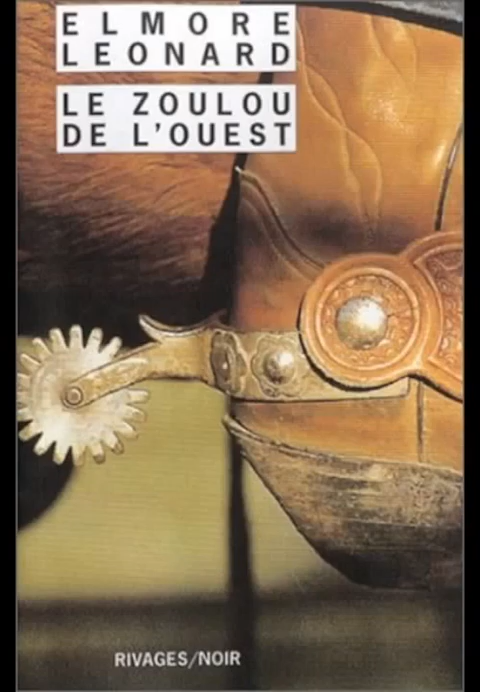 ELMORE
LEONARD
LE ZOULOU
DE L'OUEST
RIVAGES/NOIR